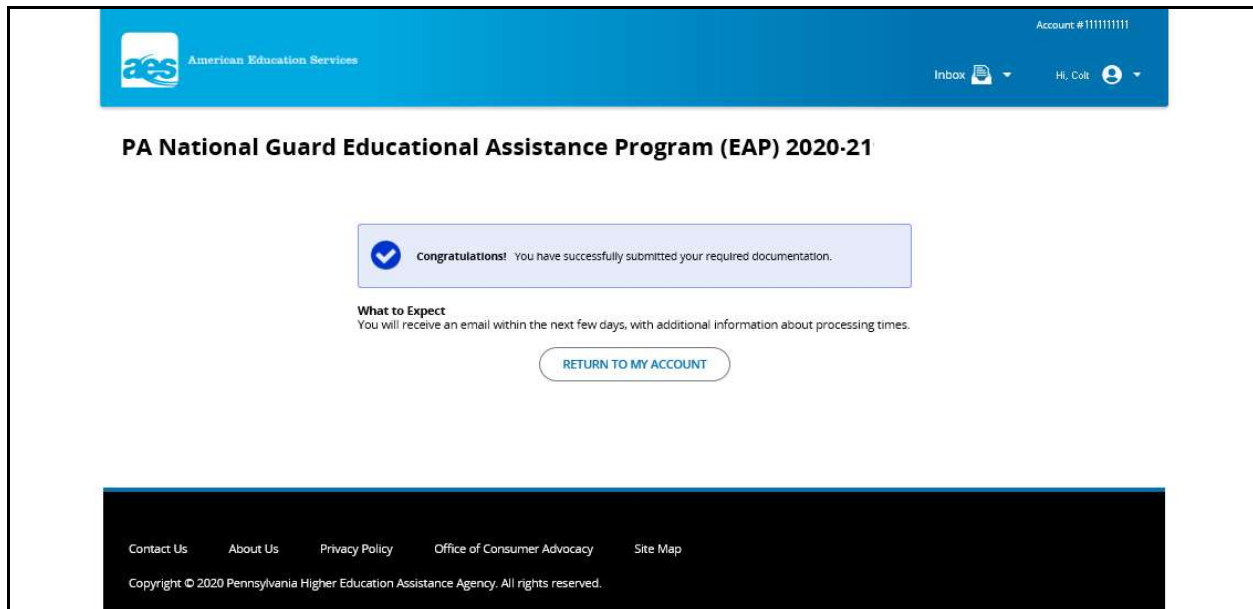 Account #1111111111
aes American Education Services
Inbox Hi, Colt
PA National Guard Educational Assistance Program (EAP) 2020-21
Congratulations! You have successfully submitted your required documentation.
What to Expect
You will receive an email within the next few days, with additional information about processing times.
RETURN TO MY ACCOUNT
Contact Us About Us Privacy Policy Office of Consumer Advocacy Site Map
Copyright © 2020 Pennsylvania Higher Education Assistance Agency. All rights reserved.